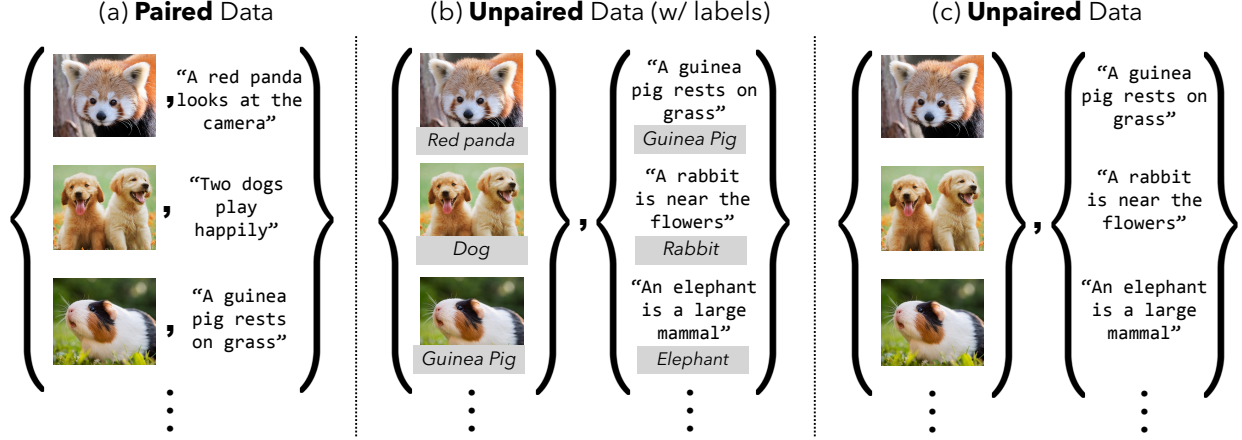 (a) Paired Data
“A red panda
looks at the
camera”
“Two dogs
play
happily”
“A guinea
pig rests
on grass”
(b) Unpaired Data (w/ labels)
Red panda
Dog
Guinea Pig
“A guinea
pig rests on
grass”
Guinea Pig
“A rabbit
is near the
flowers”
Rabbit
“An elephant
is a large
mammal”
Elephant
(c) Unpaired Data
“A guinea
pig rests on
grass”
“A rabbit
is near the
flowers”
“An elephant
is a large
mammal”